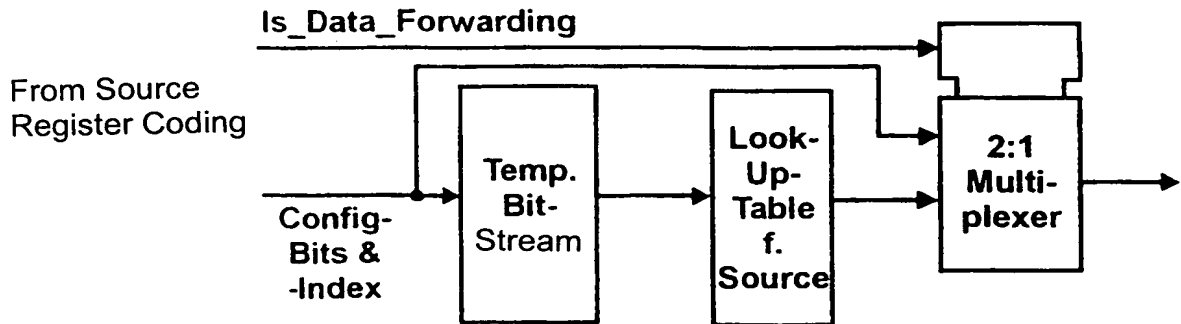 Is_Data_Forwarding
From Source
Register Coding
Config-
Bits &
-Index
Temp.
Bit-
Stream
Look-
Up-
Table
f.
Source
2:1
Multi-
plexer